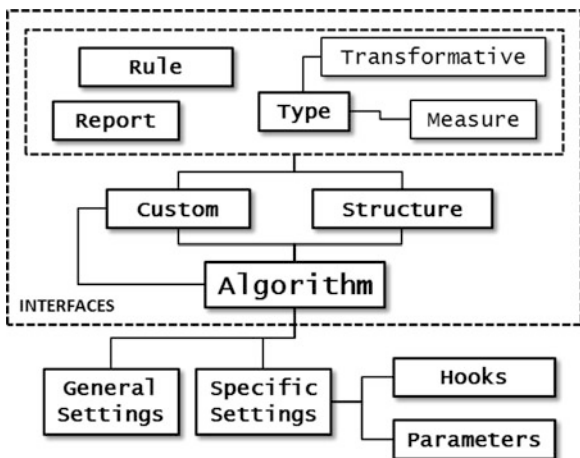 Transformative
Rule
Type
Report
Measure
Custom
Structure
Algorithm
INTERFACES
General
Settings
Specific
Settings
Hooks
Parameters